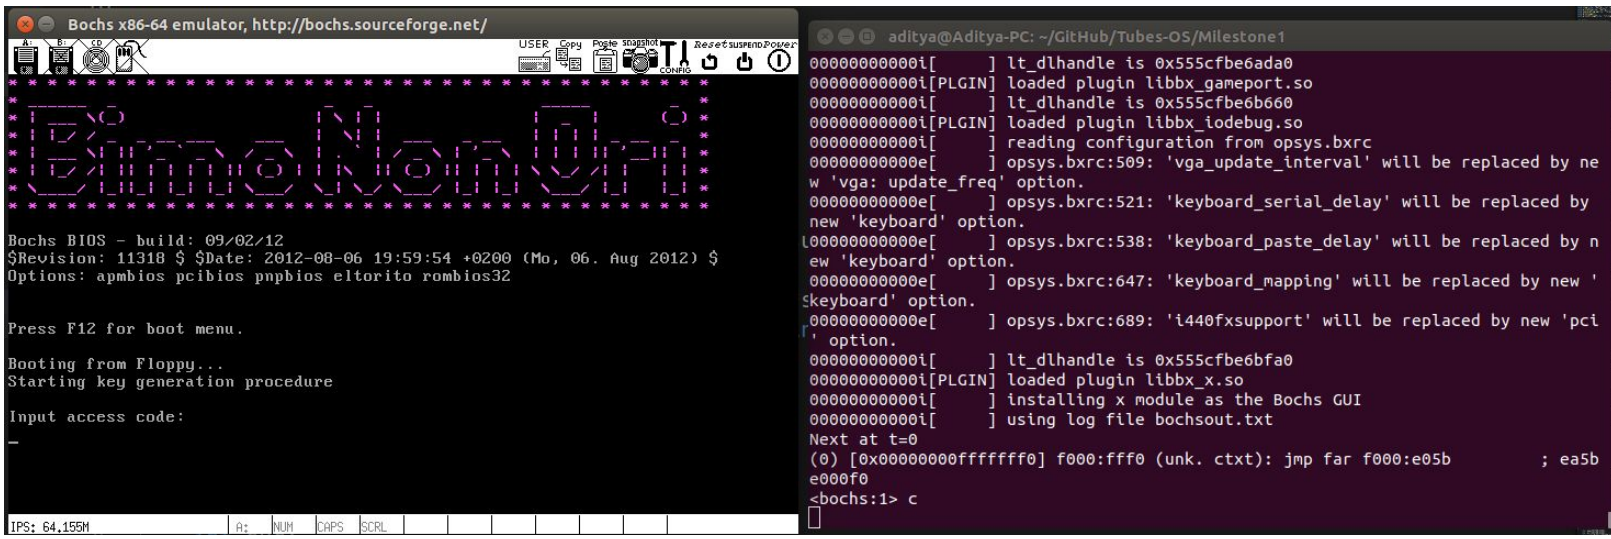 Bochs x86-64 emulator, http://bochs.sourceforge.net/
A: B: CD
USER Copy Paste snapshot CONFIG Reset SUSPEND Power
BimoNonOri
Bochs BIOS - build: 09/02/12
$Revision: 11318 $ $Date: 2012-08-06 19:59:54 +0200 (Mo, 06. Aug 2012) $
Options: apmbios pcibios pnpbios eltorito rombios32
Press F12 for boot menu.
Booting from Floppy...
Starting key generation procedure
Input access code:
_
IPS: 64.155M A: NUM CAPS SCRL
aditya@Aditya-PC: ~/GitHub/Tubes-OS/Milestone1
00000000000i[      ] lt_dlhandle is 0x555cfbe6ada0
00000000000i[PLGIN] loaded plugin libbx_gameport.so
00000000000i[      ] lt_dlhandle is 0x555cfbe6b660
00000000000i[PLGIN] loaded plugin libbx_iodebug.so
00000000000i[      ] reading configuration from opsys.bxrc
00000000000e[      ] opsys.bxrc:509: 'vga_update_interval' will be replaced by ne
w 'vga: update_freq' option.
00000000000e[      ] opsys.bxrc:521: 'keyboard_serial_delay' will be replaced by
new 'keyboard' option.
00000000000e[      ] opsys.bxrc:538: 'keyboard_paste_delay' will be replaced by n
ew 'keyboard' option.
00000000000e[      ] opsys.bxrc:647: 'keyboard_mapping' will be replaced by new '
keyboard' option.
00000000000e[      ] opsys.bxrc:689: 'i440fxsupport' will be replaced by new 'pci
' option.
00000000000i[      ] lt_dlhandle is 0x555cfbe6bfa0
00000000000i[PLGIN] loaded plugin libbx_x.so
00000000000i[      ] installing x module as the Bochs GUI
00000000000i[      ] using log file bochsout.txt
Next at t=0
(0) [0x00000000fffffff0] f000:fff0 (unk. ctxt): jmp far f000:e05b          ; ea5b
e000f0
<bochs:1> c